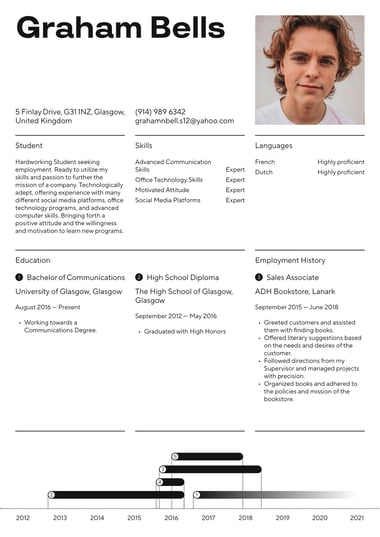 Graham Bells
5 Finlay Drive, G31 1NZ, Glasgow,
United Kingdom
(914) 989 6342
grahamnbell.s12@yahoo.com
Student
Hardworking Student seeking
employment. Ready to utilize my
skills and passion to further the
mission of a company. Technologically
adept, offering experience with many
different social media platforms, office
technology programs, and advanced
computer skills. Bringing forth a
positive attitude and the willingness
and motivation to learn new programs.
Skills
Advanced Communication
Skills Expert
Office Technology Skills Expert
Motivated Attitude Expert
Social Media Platforms Expert
Languages
French Highly proficient
Dutch Highly proficient
Education
1 Bachelor of Communications
University of Glasgow, Glasgow
August 2016 — Present
• Working towards a
Communications Degree.
2 High School Diploma
The High School of Glasgow,
Glasgow
September 2012 — May 2016
• Graduated with High Honors
Employment History
3 Sales Associate
ADH Bookstore, Lanark
September 2015 — June 2018
• Greeted customers and assisted
them with finding books.
• Offered literary suggestions based
on the needs and desires of the
customer.
• Followed directions from my
Supervisor and managed projects
with precision.
• Organized books and adhered to
the policies and mission of the
bookstore.
2012 2013 2014 2015 2016 2017 2018 2019 2020 2021